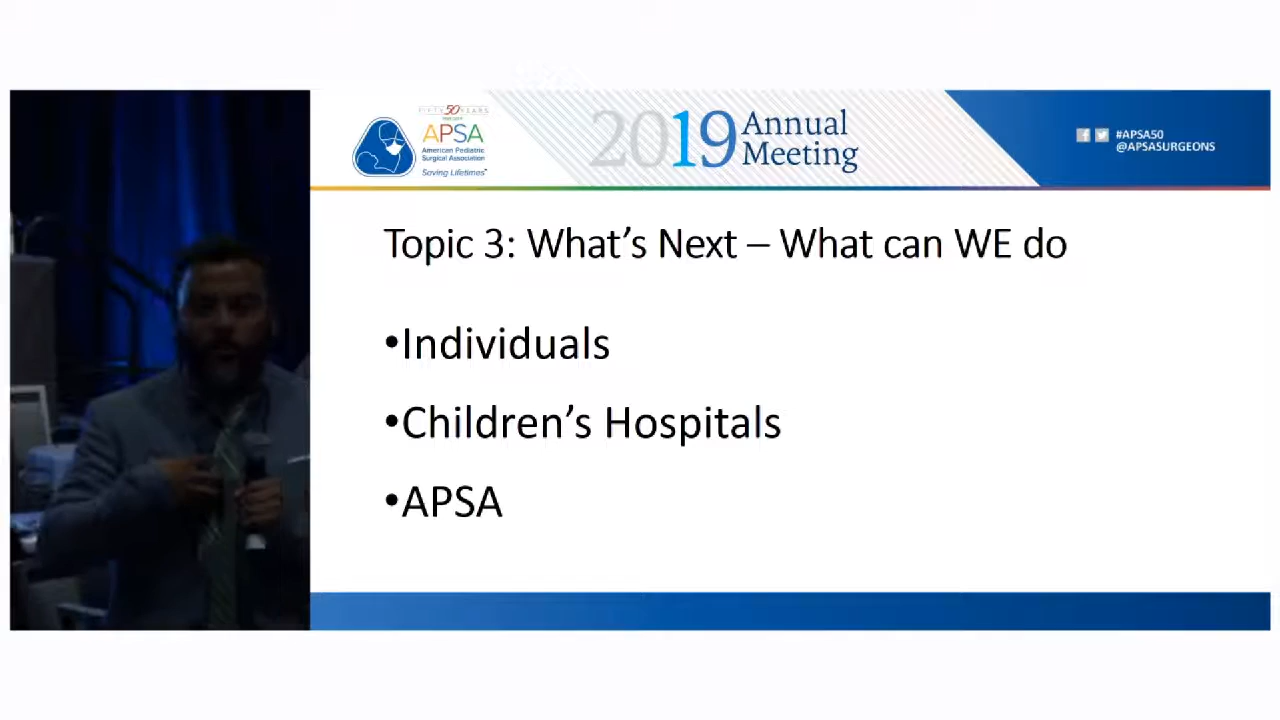 FIFTY 50 YEARS
APSA
American Pediatric
Surgical Association
Saving Lifetimes™
2019 Annual
Meeting
#APSA50
@APSASURGEONS
Topic 3: What's Next – What can WE do
•Individuals
•Children's Hospitals
•APSA